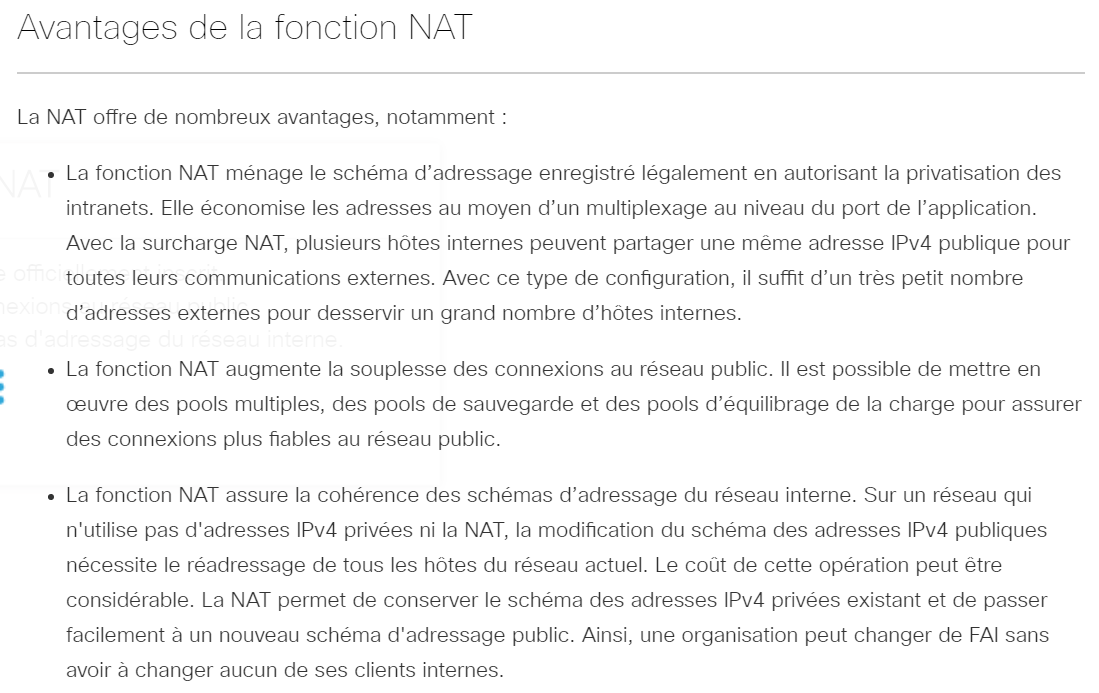 Avantages de la fonction NAT
La NAT offre de nombreux avantages, notamment :
• La fonction NAT ménage le schéma d’adressage enregistré légalement en autorisant la privatisation des
intranets. Elle économise les adresses au moyen d’un multiplexage au niveau du port de l’application.
Avec la surcharge NAT, plusieurs hôtes internes peuvent partager une même adresse IPv4 publique pour
toutes leurs communications externes. Avec ce type de configuration, il suffit d’un très petit nombre
d’adresses externes pour desservir un grand nombre d’hôtes internes.
• La fonction NAT augmente la souplesse des connexions au réseau public. Il est possible de mettre en
œuvre des pools multiples, des pools de sauvegarde et des pools d’équilibrage de la charge pour assurer
des connexions plus fiables au réseau public.
• La fonction NAT assure la cohérence des schémas d’adressage du réseau interne. Sur un réseau qui
n'utilise pas d'adresses IPv4 privées ni la NAT, la modification du schéma des adresses IPv4 publiques
nécessite le réadressage de tous les hôtes du réseau actuel. Le coût de cette opération peut être
considérable. La NAT permet de conserver le schéma des adresses IPv4 privées existant et de passer
facilement à un nouveau schéma d'adressage public. Ainsi, une organisation peut changer de FAI sans
avoir à changer aucun de ses clients internes.